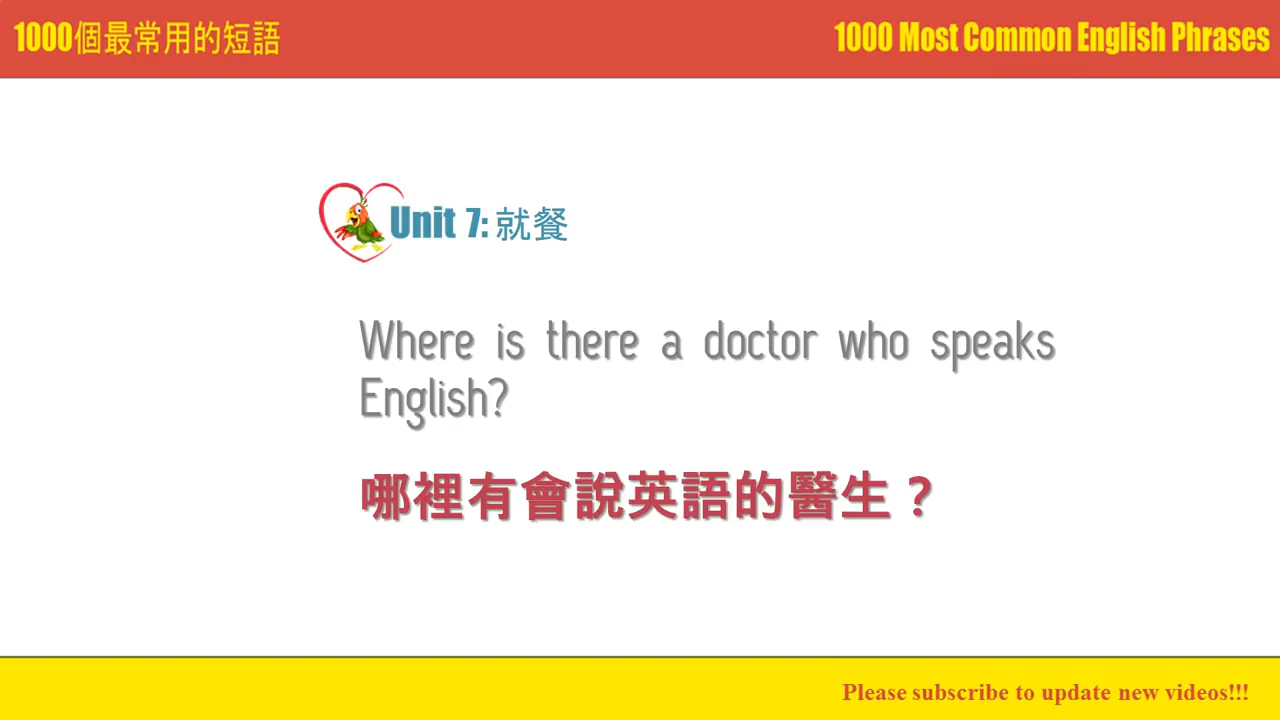 1000個最常用的短語
1000 Most Common English Phrases
Unit 7: 就餐
Where is there a doctor who speaks
English?
哪裡有會說英語的醫生？
Please subscribe to update new videos!!!